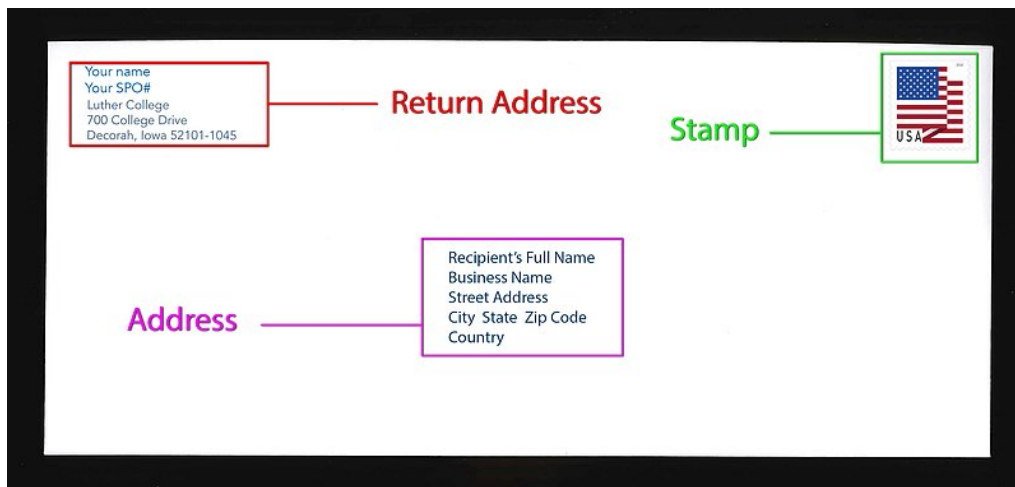 Your name
Your SPO#
Luther College
700 College Drive
Decorah, Iowa 52101-1045
Return Address
Stamp
USA
Recipient's Full Name
Business Name
Street Address
City State Zip Code
Country
Address